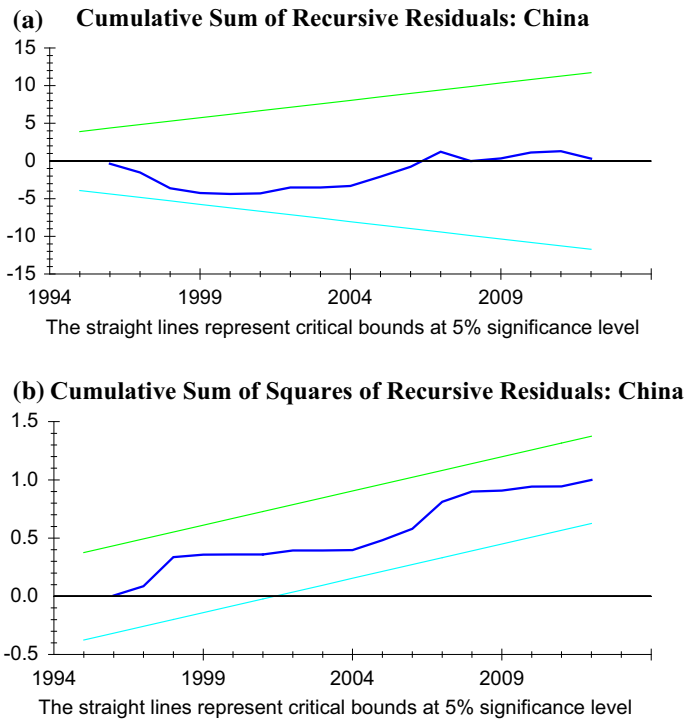 (a) Cumulative Sum of Recursive Residuals: China
15
10
5
0
-5
-10
-15
1994 1999 2004 2009
The straight lines represent critical bounds at 5% significance level
(b) Cumulative Sum of Squares of Recursive Residuals: China
1.5
1.0
0.5
0.0
-0.5
1994 1999 2004 2009
The straight lines represent critical bounds at 5% significance level